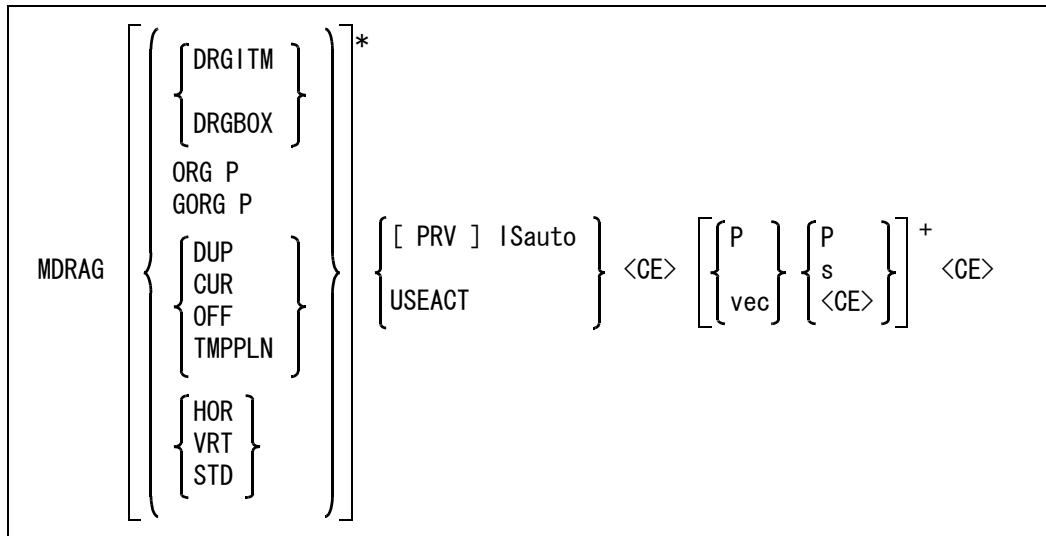 DRGITM
DRGBOX
ORG P
GORG P
DUP
CUR
OFF
TMPPLN
HOR
VRT
STD
MDRAG
*
[ PRV ] ISauto
USEACT
<CE>
P
vec
P
s
<CE>
+
<CE>